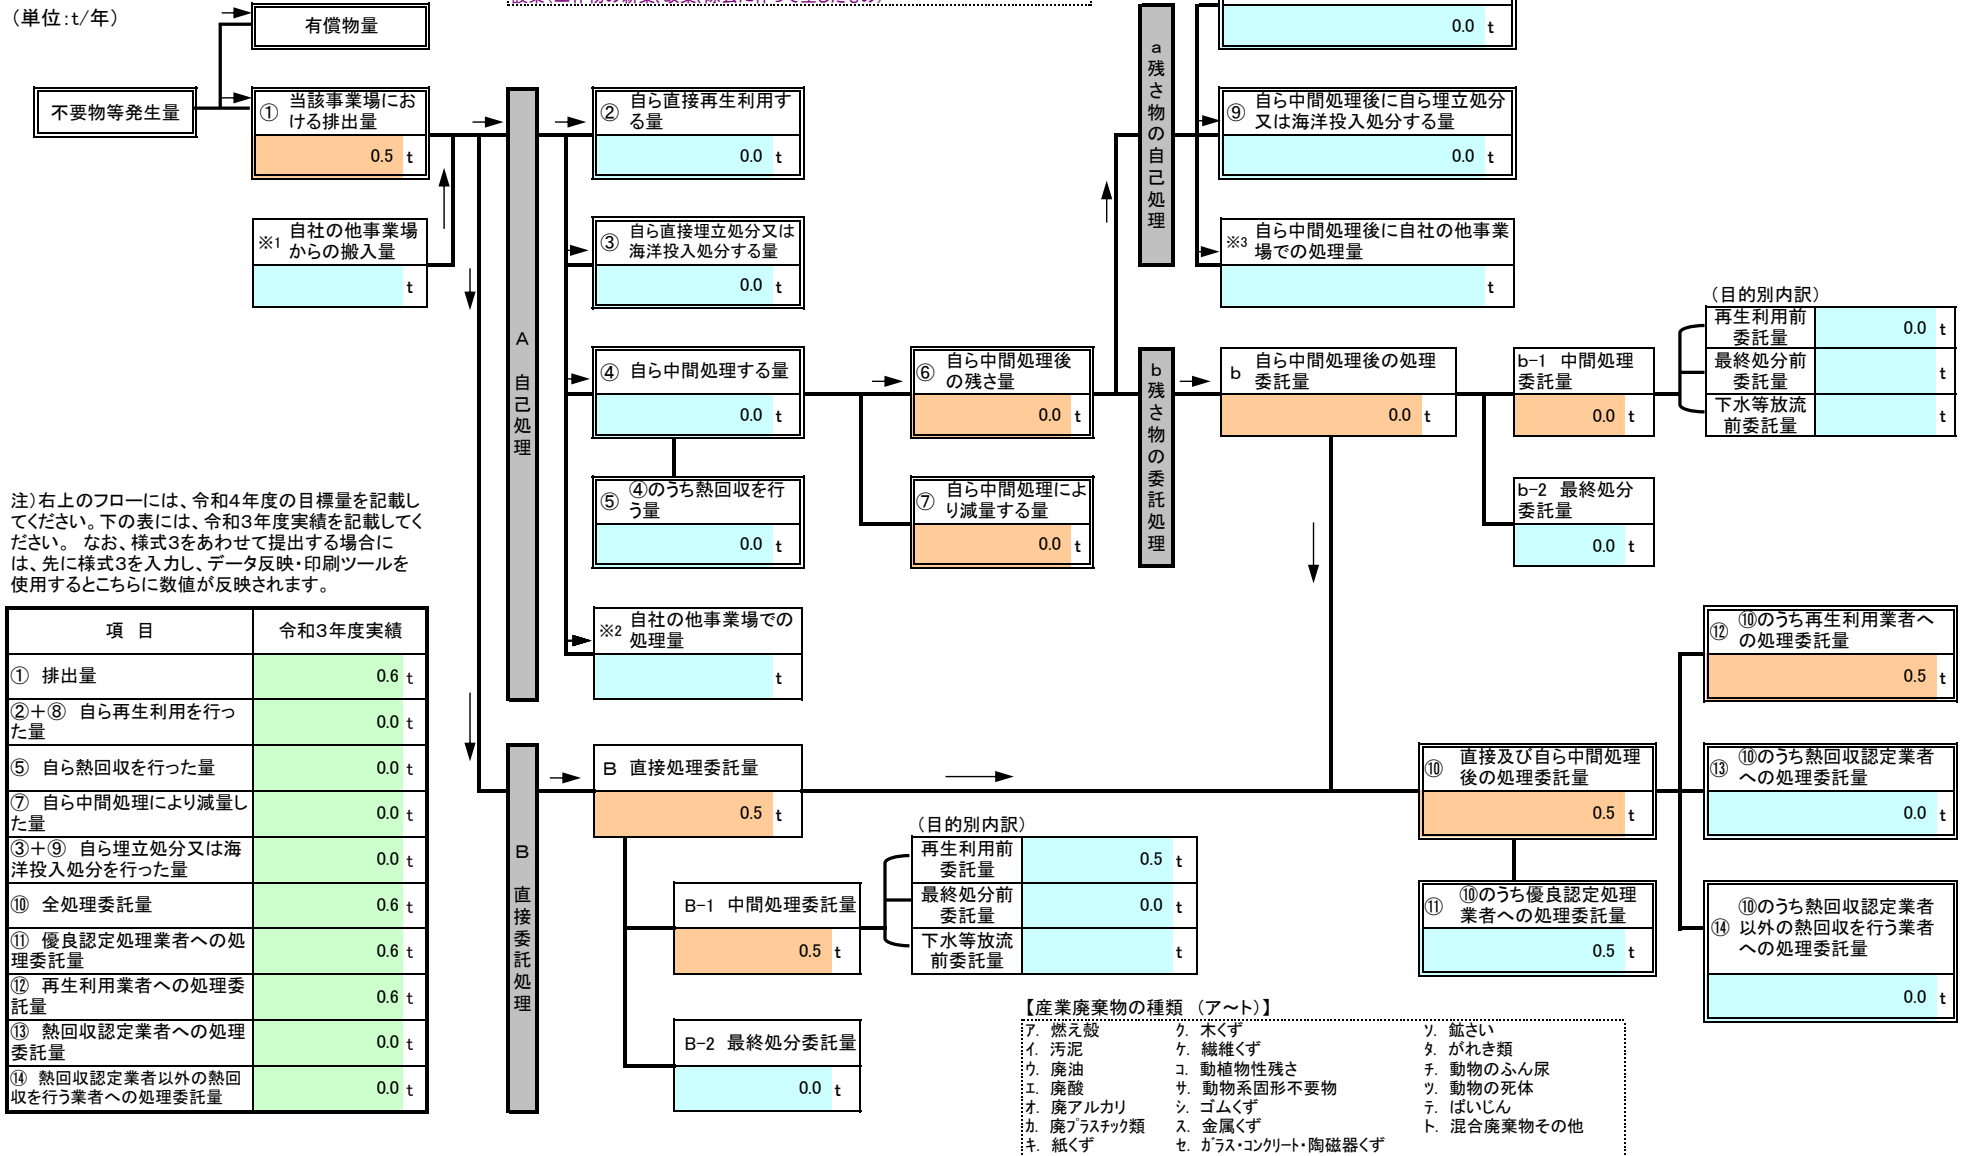 （単位:ｔ/年）
有償物量
不要物等発生量
① 当該事業場にお
ける排出量
0.5 t
※1 自社の他事業場
からの搬入量
t
A 自己処理
② 自ら直接再生利用す
る量
0.0 t
③ 自ら直接埋立処分又は
海洋投入処分する量
0.0 t
④ 自ら中間処理する量
0.0 t
⑤ ④のうち熱回収を行
う量
0.0 t
※2 自社の他事業場での
処理量
t
⑥ 自ら中間処理後
の残さ量
0.0 t
⑦ 自ら中間処理によ
り減量する量
0.0 t
a 残さ物の自己処理
0.0 t
⑨ 自ら中間処理後に自ら埋立処分
又は海洋投入処分する量
0.0 t
※3 自ら中間処理後に自社の他事業
場での処理量
t
b 残さ物の委託処理
b 自ら中間処理後の処理
委託量
0.0 t
b-1 中間処理
委託量
0.0 t
（目的別内訳）
再生利用前
委託量
0.0 t
最終処分前
委託量
t
下水等放流
前委託量
t
b-2 最終処分
委託量
0.0 t
注）右上のフローには、令和４年度の目標量を記載し
てください。下の表には、令和３年度実績を記載してく
ださい。 なお、様式３をあわせて提出する場合に
は、先に様式３を入力し、データ反映・印刷ツールを
使用するとこちらに数値が反映されます。
項 目 令和３年度実績
① 排出量 0.6 t
②＋⑧ 自ら再生利用を行っ
た量 0.0 t
⑤ 自ら熱回収を行った量 0.0 t
⑦ 自ら中間処理により減量し
た量 0.0 t
③＋⑨ 自ら埋立処分又は海
洋投入処分を行った量 0.0 t
⑩ 全処理委託量 0.6 t
⑪ 優良認定処理業者への処
理委託量 0.6 t
⑫ 再生利用業者への処理委
託量 0.6 t
⑬ 熱回収認定業者への処理
委託量 0.0 t
⑭ 熱回収認定業者以外の熱回
収を行う業者への処理委託量 0.0 t
B 直接委託処理
B 直接処理委託量
0.5 t
B-1 中間処理委託量
0.5 t
（目的別内訳）
再生利用前
委託量
0.5 t
最終処分前
委託量
0.0 t
下水等放流
前委託量
t
B-2 最終処分委託量
0.0 t
⑩ 直接及び自ら中間処理
後の処理委託量
0.5 t
⑪ ⑩のうち優良認定処理
業者への処理委託量
0.5 t
⑫ ⑩のうち再生利用業者へ
の処理委託量
0.5 t
⑬ ⑩のうち熱回収認定業者
への処理委託量
0.0 t
⑭ ⑩のうち熱回収認定業者
以外の熱回収を行う業者
への処理委託量
0.0 t
【産業廃棄物の種類 （ア～ト）】
ｱ. 燃え殻 ｸ. 木くず ｿ. 鉱さい
ｲ. 汚泥 ｹ. 繊維くず ﾀ. がれき類
ｳ. 廃油 ｺ. 動植物性残さ ﾁ. 動物のふん尿
ｴ. 廃酸 ｻ. 動物系固形不要物 ﾂ. 動物の死体
ｵ. 廃アルカリ ｼ. ゴムくず ﾃ. ばいじん
ｶ. 廃ﾌﾟﾗｽﾁｯｸ類 ｽ. 金属くず ﾄ. 混合廃棄物その他
ｷ. 紙くず ｾ. ｶﾞﾗｽ・ｺﾝｸﾘｰﾄ・陶磁器くず